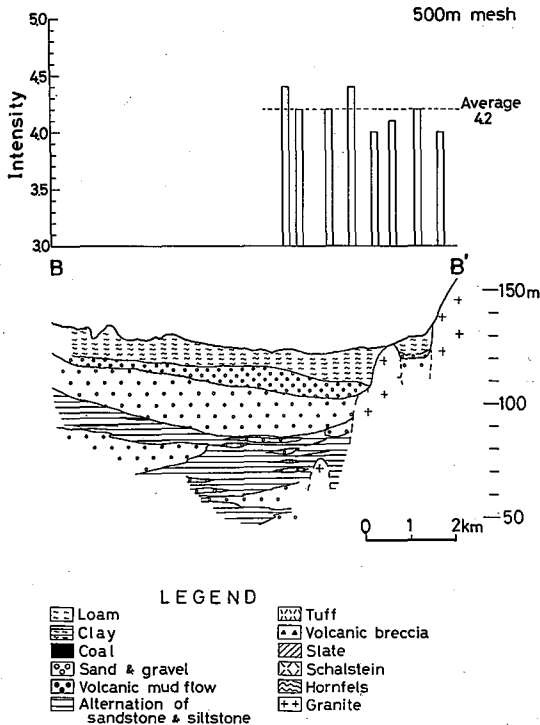 500m mesh
5.0
4.5
4.0
3.5
3.0
Intensity
Average
4.2
B
B'
150m
100
50
0 1 2km
LEGEND
Loam
Clay
Coal
Sand & gravel
Volcanic mud flow
Alternation of
sandstone & siltstone
Tuff
Volcanic breccia
Slate
Schalstein
Hornfels
Granite